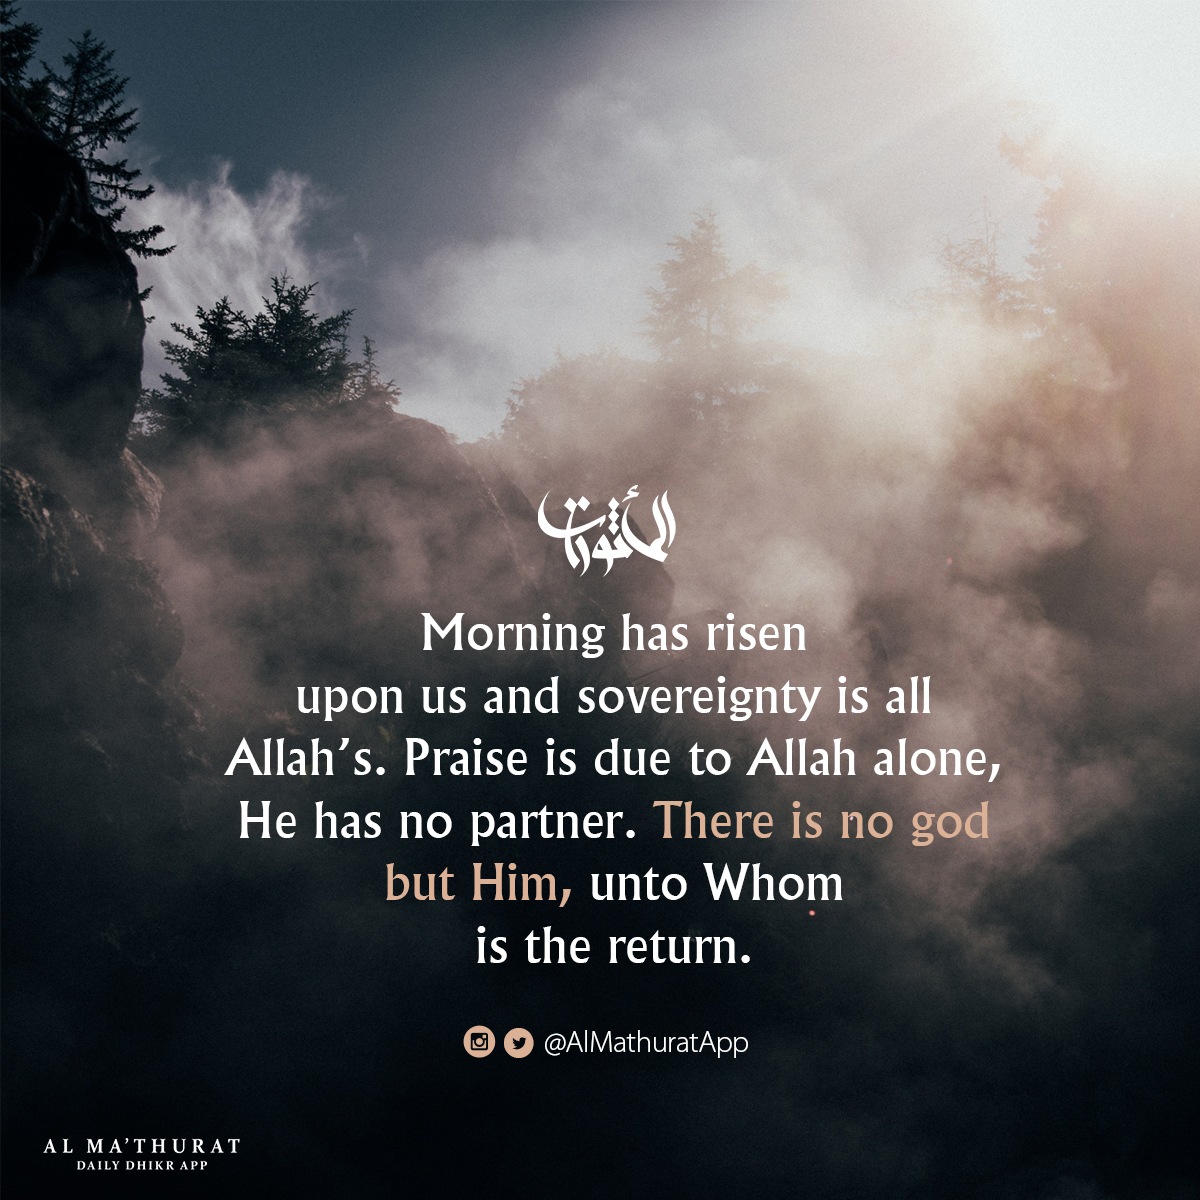 المأثورات
Morning has risen
upon us and sovereignty is all
Allah’s. Praise is due to Allah alone,
He has no partner. There is no god
but Him, unto Whom
is the return.
@AlMathuratApp
AL MA’THURAT
DAILY DHIKR APP